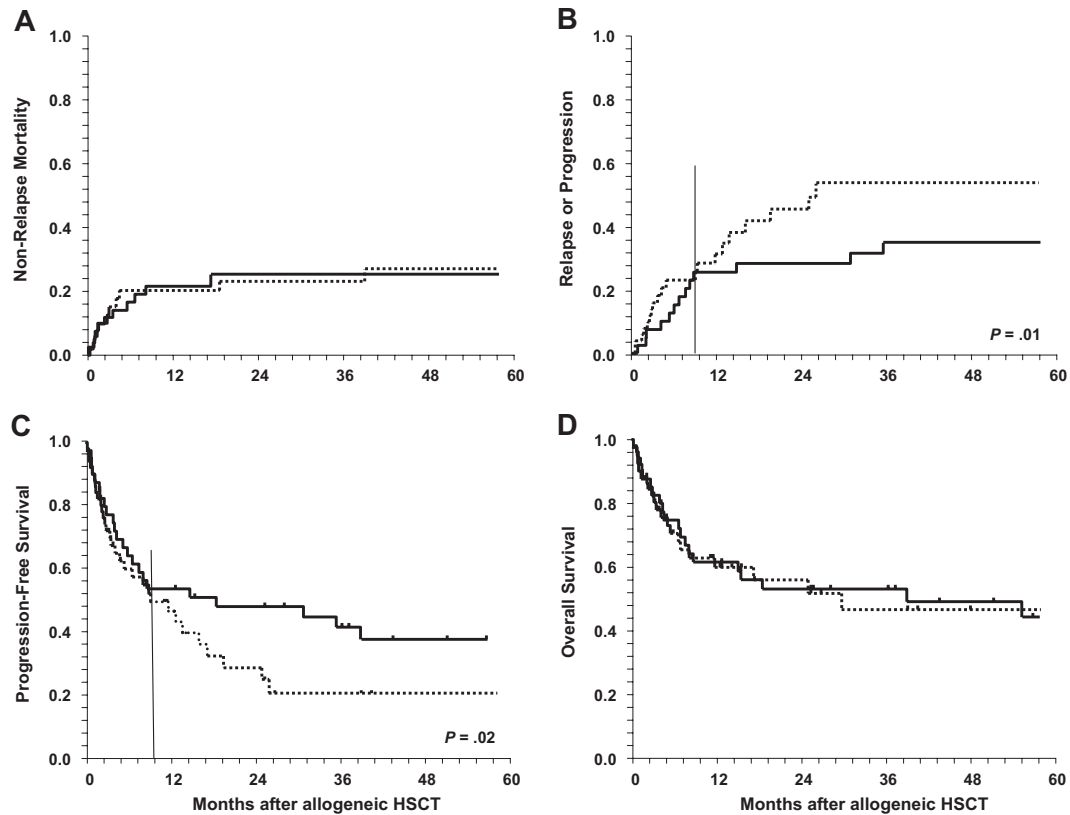 A
Non-Relapse Mortality
1.0
0.8
0.6
0.4
0.2
0.0
0 12 24 36 48 60
B
Relapse or Progression
1.0
0.8
0.6
0.4
0.2
0.0
P = .01
0 12 24 36 48 60
C
Progression-Free Survival
1.0
0.8
0.6
0.4
0.2
0.0
P = .02
0 12 24 36 48 60
Months after allogeneic HSCT
D
Overall Survival
1.0
0.8
0.6
0.4
0.2
0.0
0 12 24 36 48 60
Months after allogeneic HSCT